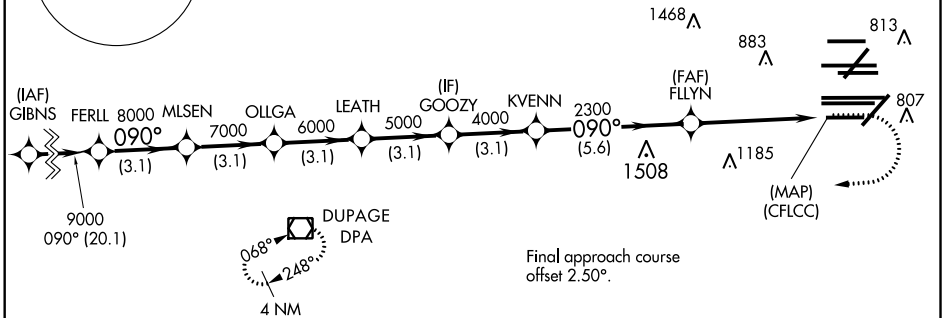 1468
813
883
(IAF)
GIBNS
FERLL
8000
090°
(3.1)
MLSEN
7000
(3.1)
OLLGA
6000
(3.1)
LEATH
5000
(3.1)
(IF)
GOOZY
4000
(3.1)
KVENN
2300
090°
(5.6)
(FAF)
FLLYN
807
1508
1185
9000
090° (20.1)
(MAP)
(CFLCC)
DUPAGE
DPA
068°
248°
4 NM
Final approach course
offset 2.50°.